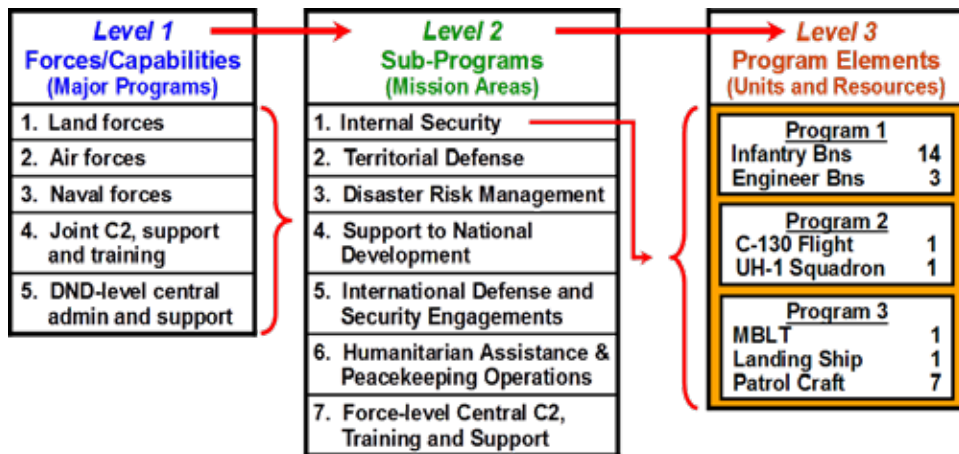 Level 1
Forces/Capabilities
(Major Programs)
1. Land forces
2. Air forces
3. Naval forces
4. Joint C2, support
and training
5. DND-level central
admin and support
Level 2
Sub-Programs
(Mission Areas)
1. Internal Security
2. Territorial Defense
3. Disaster Risk Management
4. Support to National
Development
5. International Defense and
Security Engagements
6. Humanitarian Assistance &
Peacekeeping Operations
7. Force-level Central C2,
Training and Support
Level 3
Program Elements
(Units and Resources)
Program 1
Infantry Bns 14
Engineer Bns 3
Program 2
C-130 Flight 1
UH-1 Squadron 1
Program 3
MBLT 1
Landing Ship 1
Patrol Craft 7